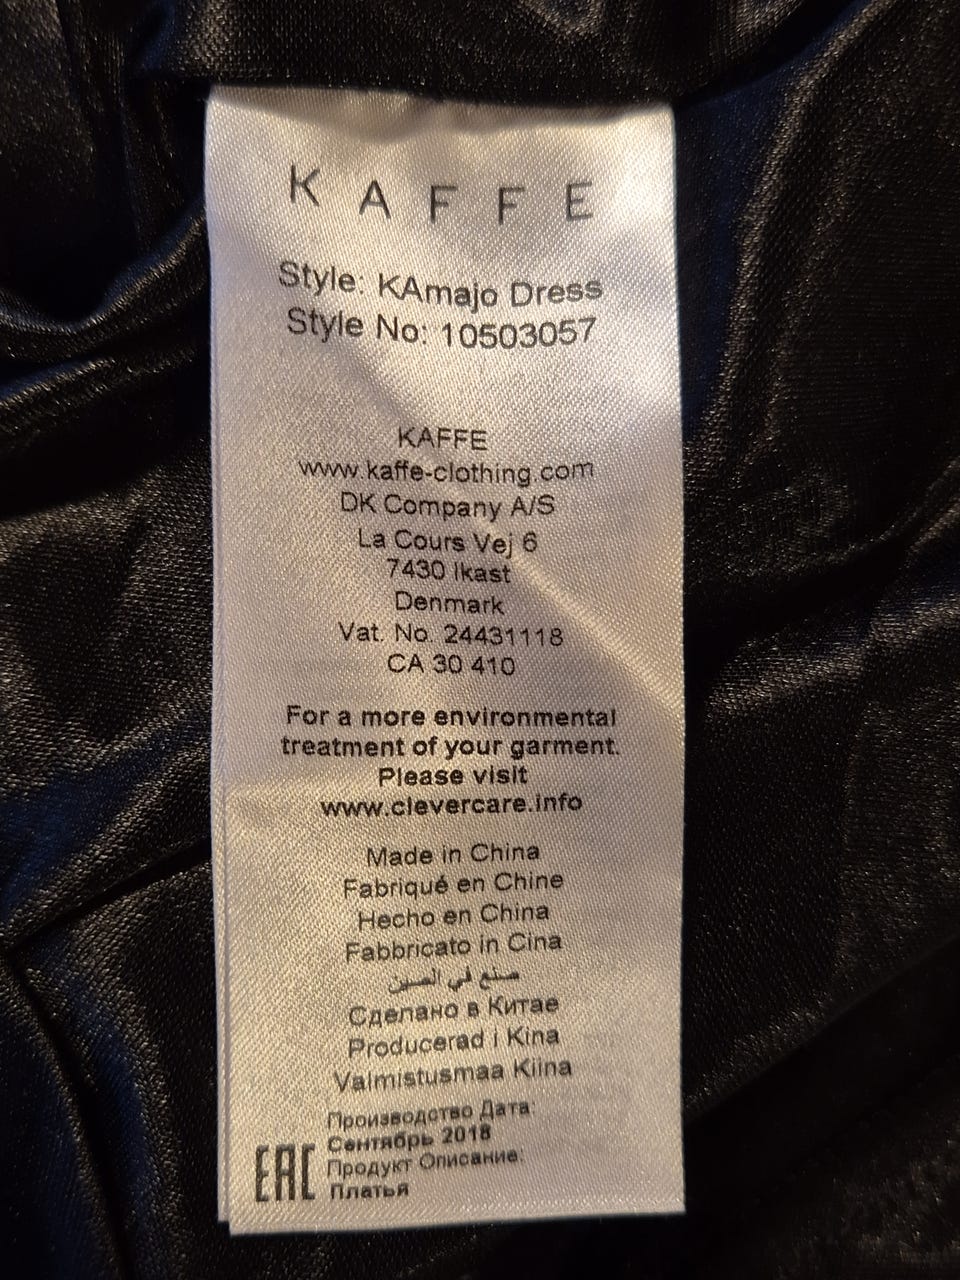 KAFFE
Style: KAmajo Dress
Style No: 10503057
KAFFE
www.kaffe-clothing.com
DK Company A/S
La Cours Vej 6
7430 Ikast
Denmark
Vat. No. 24431118
CA 30 410
For a more environmental
treatment of your garment.
Please visit
www.clevercare.info
Made in China
Fabriqué en Chine
Hecho en China
Fabbricato in Cina
صنع في الصين
Сделано в Китае
Producerad i Kina
Valmistusmaa Kiina
Производство Дата:
Сентябрь 2018
Продукт Описание:
Платья
EAC